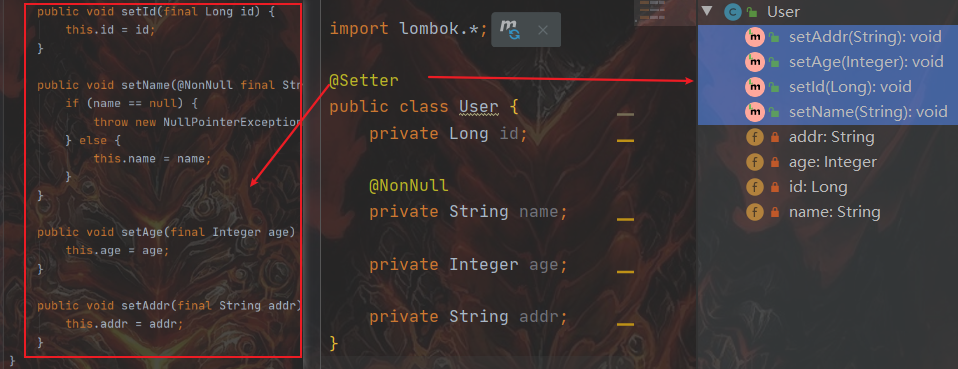 public void setId(final Long id) {
this.id = id;
}
public void setName(@NonNull final Str
if (name == null) {
throw new NullPointerException
} else {
this.name = name;
}
}
public void setAge(final Integer age)
this.age = age;
}
public void setAddr(final String addr)
this.addr = addr;
}
}
import lombok.*;
@Setter
public class User {
private Long id;
@NonNull
private String name;
private Integer age;
private String addr;
}
User
setAddr(String): void
setAge(Integer): void
setId(Long): void
setName(String): void
addr: String
age: Integer
id: Long
name: String